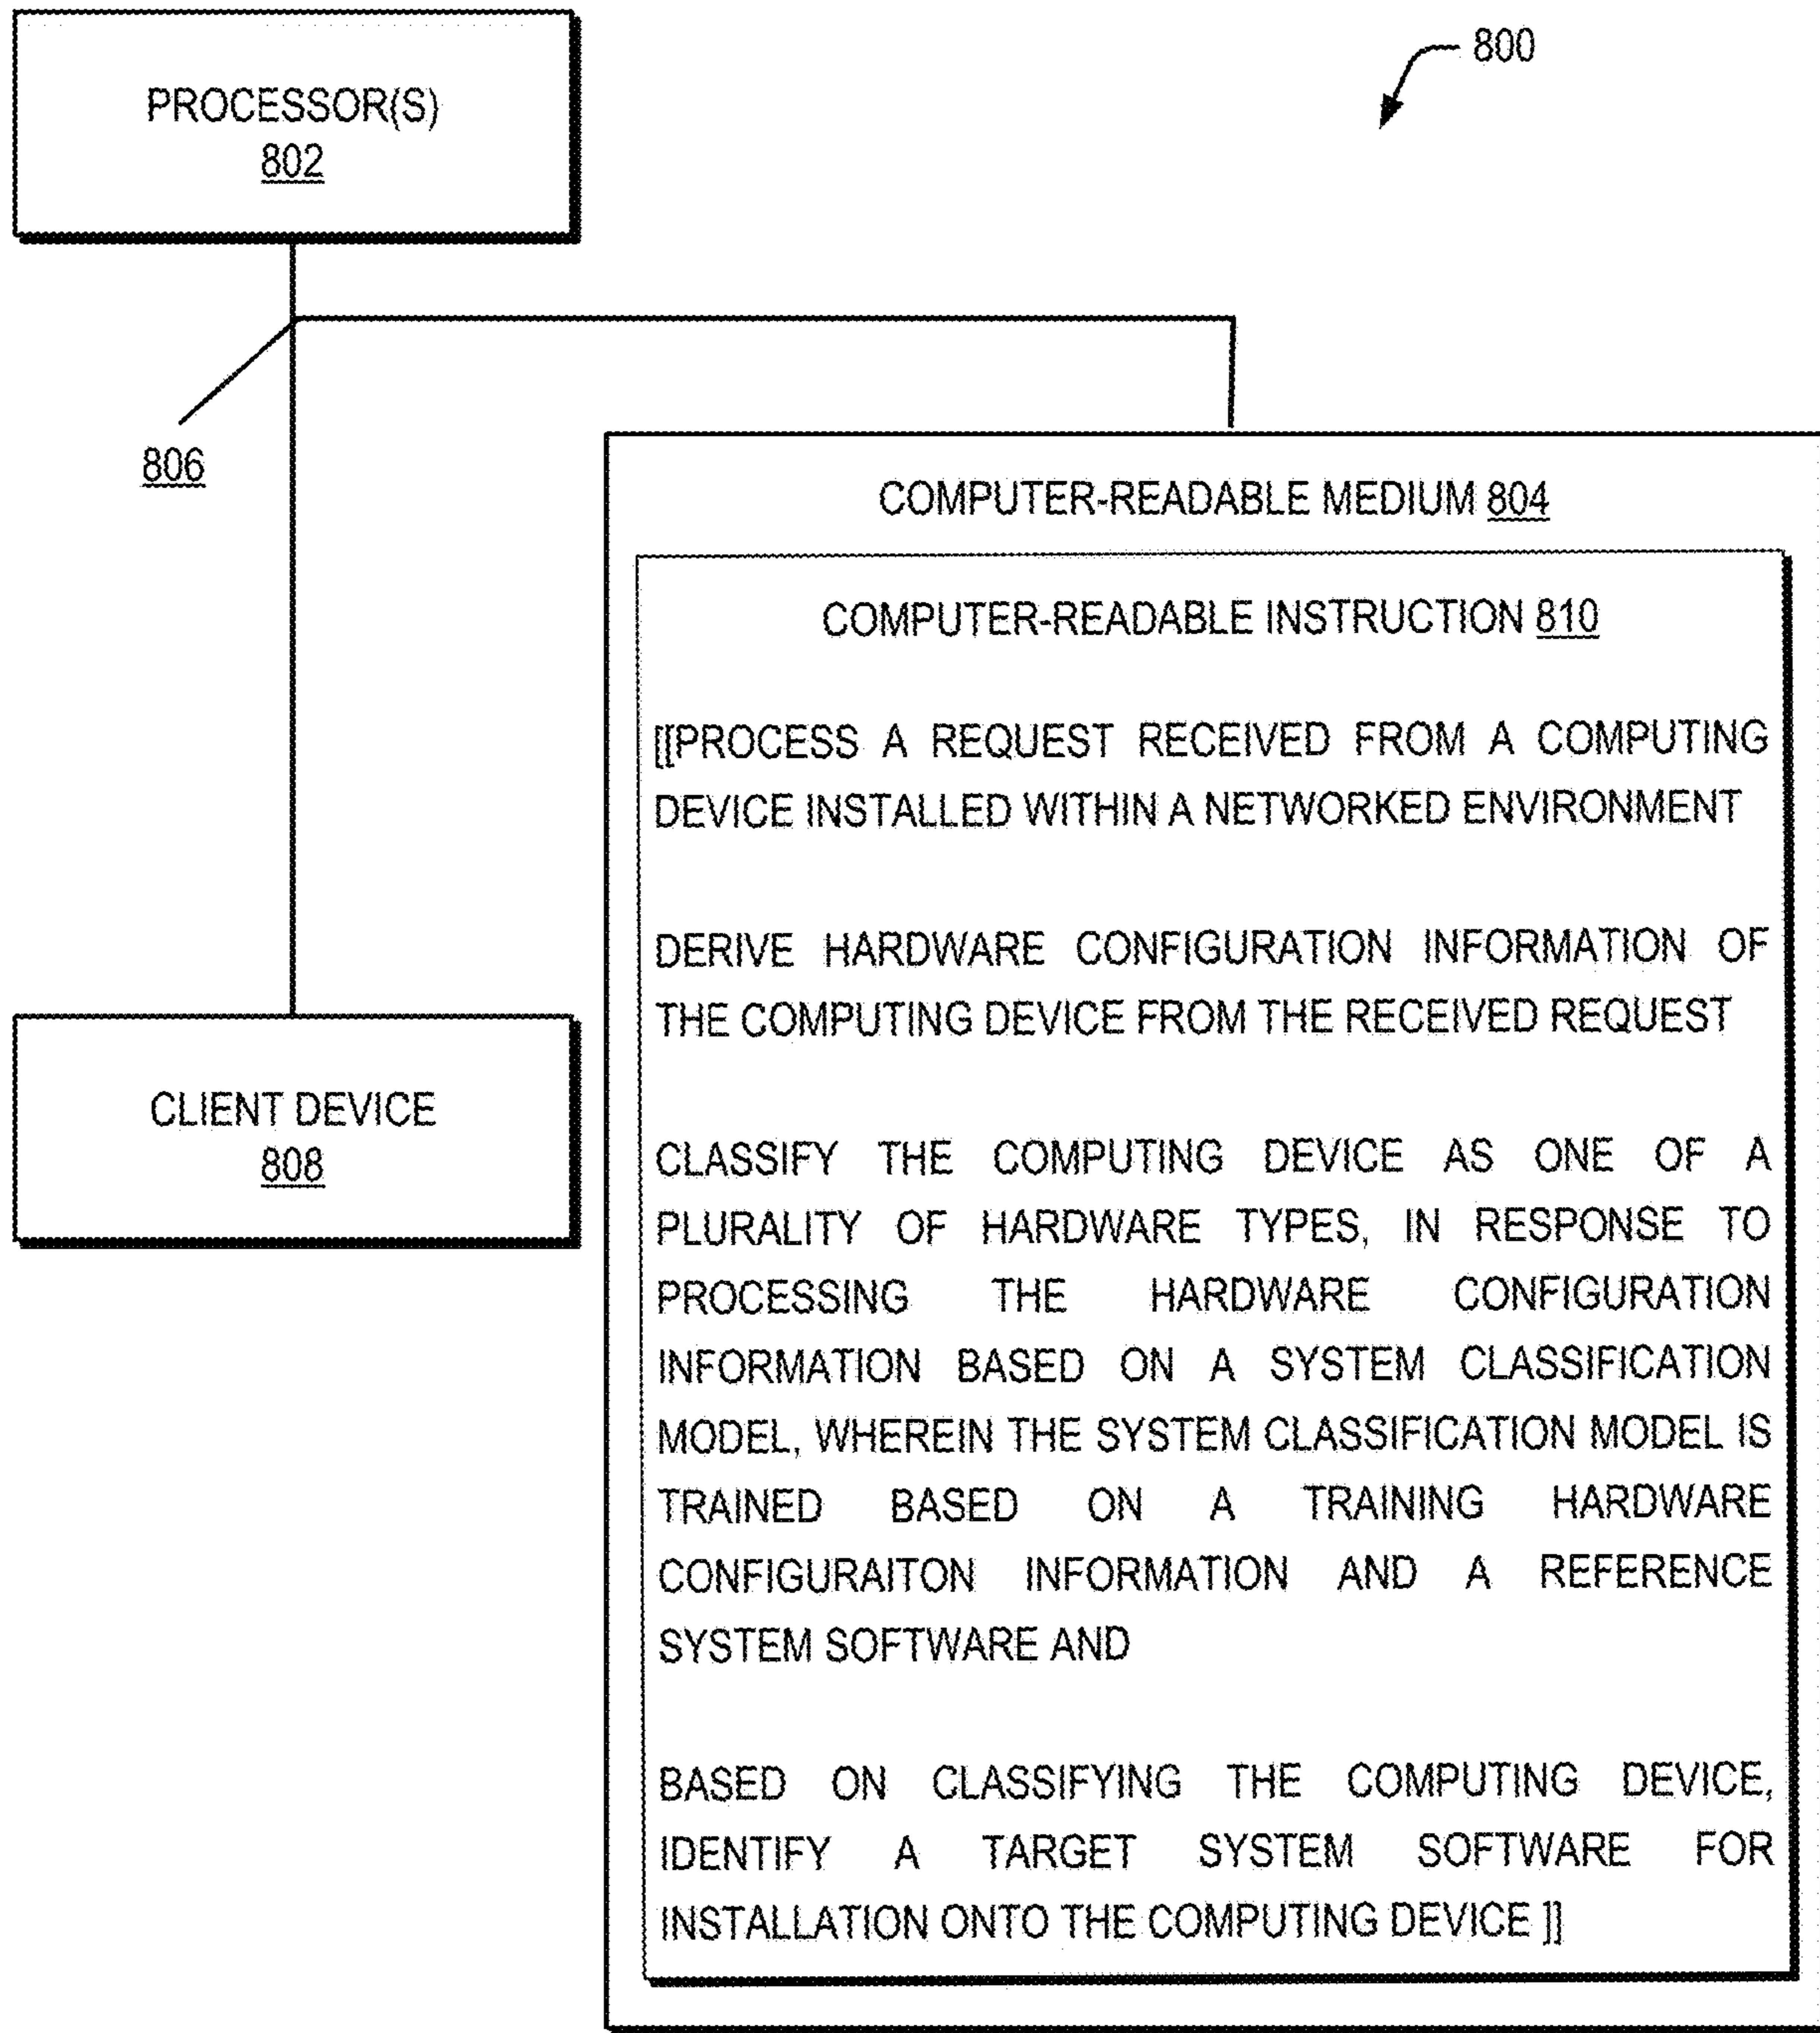 800
PROCESSOR(S)
802
806
COMPUTER-READABLE MEDIUM 804
COMPUTER-READABLE INSTRUCTION 810
[[PROCESS A REQUEST RECEIVED FROM A COMPUTING
DEVICE INSTALLED WITHIN A NETWORKED ENVIRONMENT
DERIVE HARDWARE CONFIGURATION INFORMATION OF
THE COMPUTING DEVICE FROM THE RECEIVED REQUEST
CLASSIFY THE COMPUTING DEVICE AS ONE OF A
PLURALITY OF HARDWARE TYPES, IN RESPONSE TO
PROCESSING THE HARDWARE CONFIGURATION
INFORMATION BASED ON A SYSTEM CLASSIFICATION
MODEL, WHEREIN THE SYSTEM CLASSIFICATION MODEL IS
TRAINED BASED ON A TRAINING HARDWARE
CONFIGURAITON INFORMATION AND A REFERENCE
SYSTEM SOFTWARE AND
BASED ON CLASSIFYING THE COMPUTING DEVICE,
IDENTIFY A TARGET SYSTEM SOFTWARE FOR
INSTALLATION ONTO THE COMPUTING DEVICE ]]
CLIENT DEVICE
808